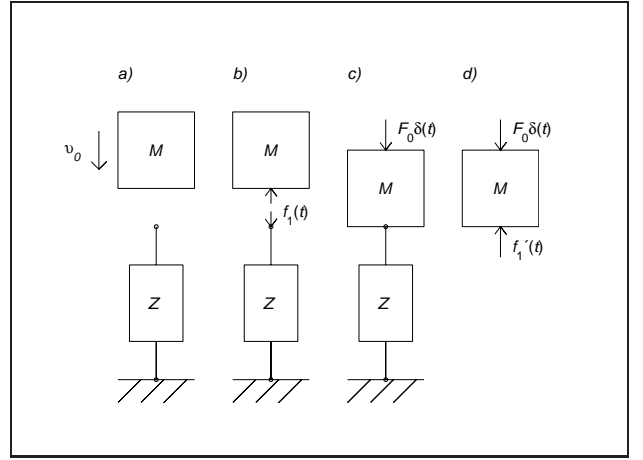 a) b) c) d)
F₀δ(t) F₀δ(t)
υ₀ M M
M M
f₁(t)
f₁′(t)
Z Z Z